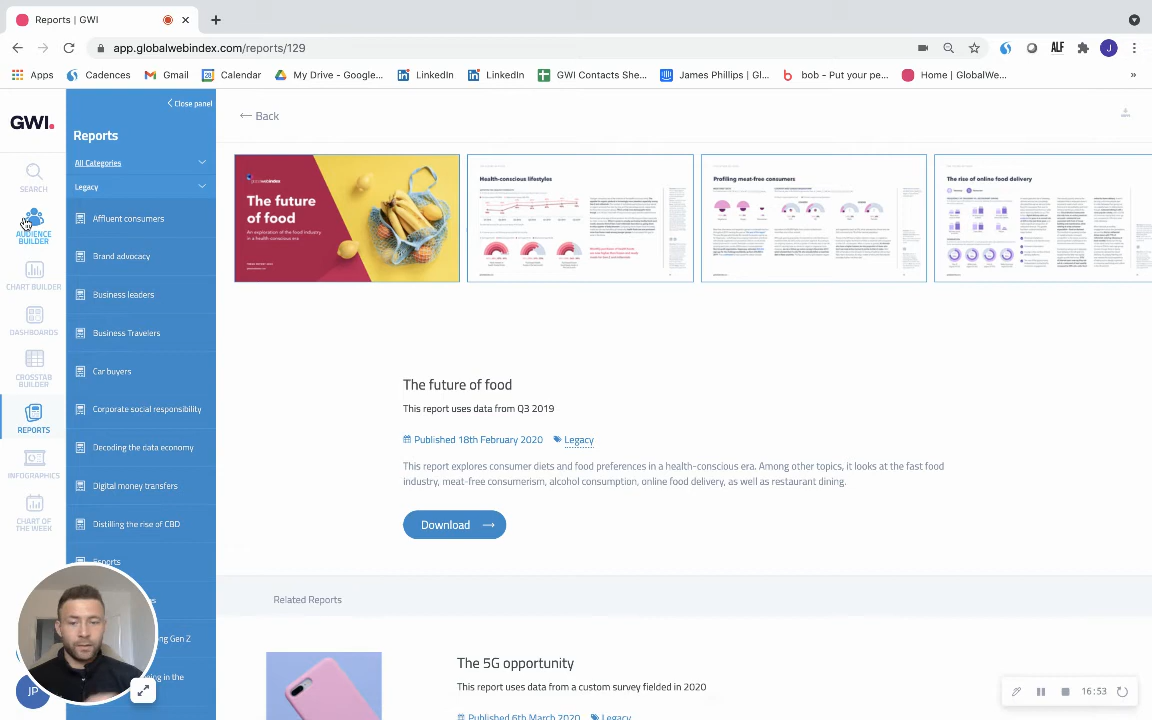 Reports | GWI
app.globalwebindex.com/reports/129
ALF
J
Apps
Cadences
Gmail
Calendar
My Drive - Google...
LinkedIn
LinkedIn
GWI Contacts She...
James Phillips | Gl...
bob - Put your pe...
Home | GlobalWe...
»
GWI.
SEARCH
AUDIENCE
BUILDER
CHART BUILDER
DASHBOARDS
CROSSTAB
BUILDER
REPORTS
INFOGRAPHICS
CHART OF
THE WEEK
JP
Close panel
Reports
All Categories
Legacy
Affluent consumers
Brand advocacy
Business leaders
Business Travelers
Car buyers
Corporate social responsibility
Decoding the data economy
Digital money transfers
Distilling the rise of CBD
Esports
ng Gen Z
ing in the
Back
globalwebindex
The future
of food
An exploration of the food industry
in a health-conscious era
Health-conscious lifestyles
Profiling meat-free consumers
The rise of online food delivery
The future of food
This report uses data from Q3 2019
Published 18th February 2020
Legacy
This report explores consumer diets and food preferences in a health-conscious era. Among other topics, it looks at the fast food
industry, meat-free consumerism, alcohol consumption, online food delivery, as well as restaurant dining.
Download
Related Reports
The 5G opportunity
This report uses data from a custom survey fielded in 2020
Published 6th March 2020
Legacy
16:53